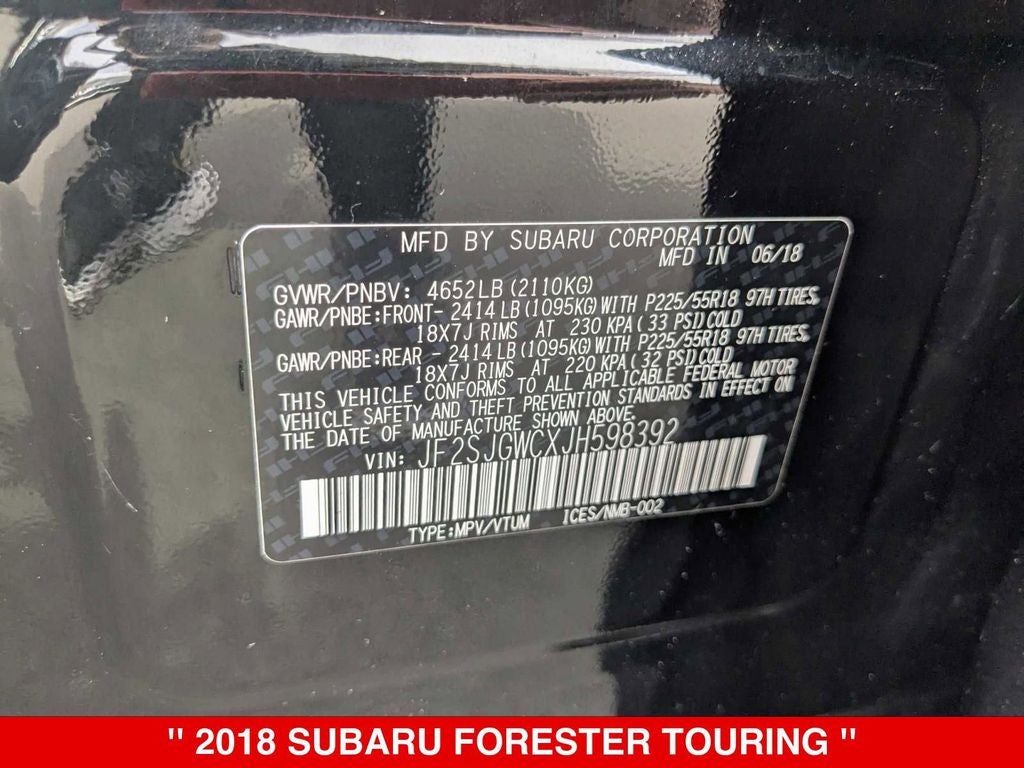 MFD BY SUBARU CORPORATION
MFD IN 06/18
GVWR/PNBV: 4652LB(2110KG)
GAWR/PNBE:FRONT- 2414 LB(1095KG)WITH P225/55R18 97H TIRES,
18X7J RIMS AT 230 KPA(33 PSI)COLD
GAWR/PNBE:REAR - 2414 LB(1095KG)WITH P225/55R18 97H TIRES,
18X7J RIMS AT 220 KPA(32 PSI)COLD
THIS VEHICLE CONFORMS TO ALL APPLICABLE FEDERAL MOTOR
VEHICLE SAFETY AND THEFT PREVENTION STANDARDS IN EFFECT ON
THE DATE OF MANUFACTURE SHOWN ABOVE.
VIN: JF2SJGWCXJH598392
TYPE:MPV/VTUM ICES/NMB-002
" 2018 SUBARU FORESTER TOURING "